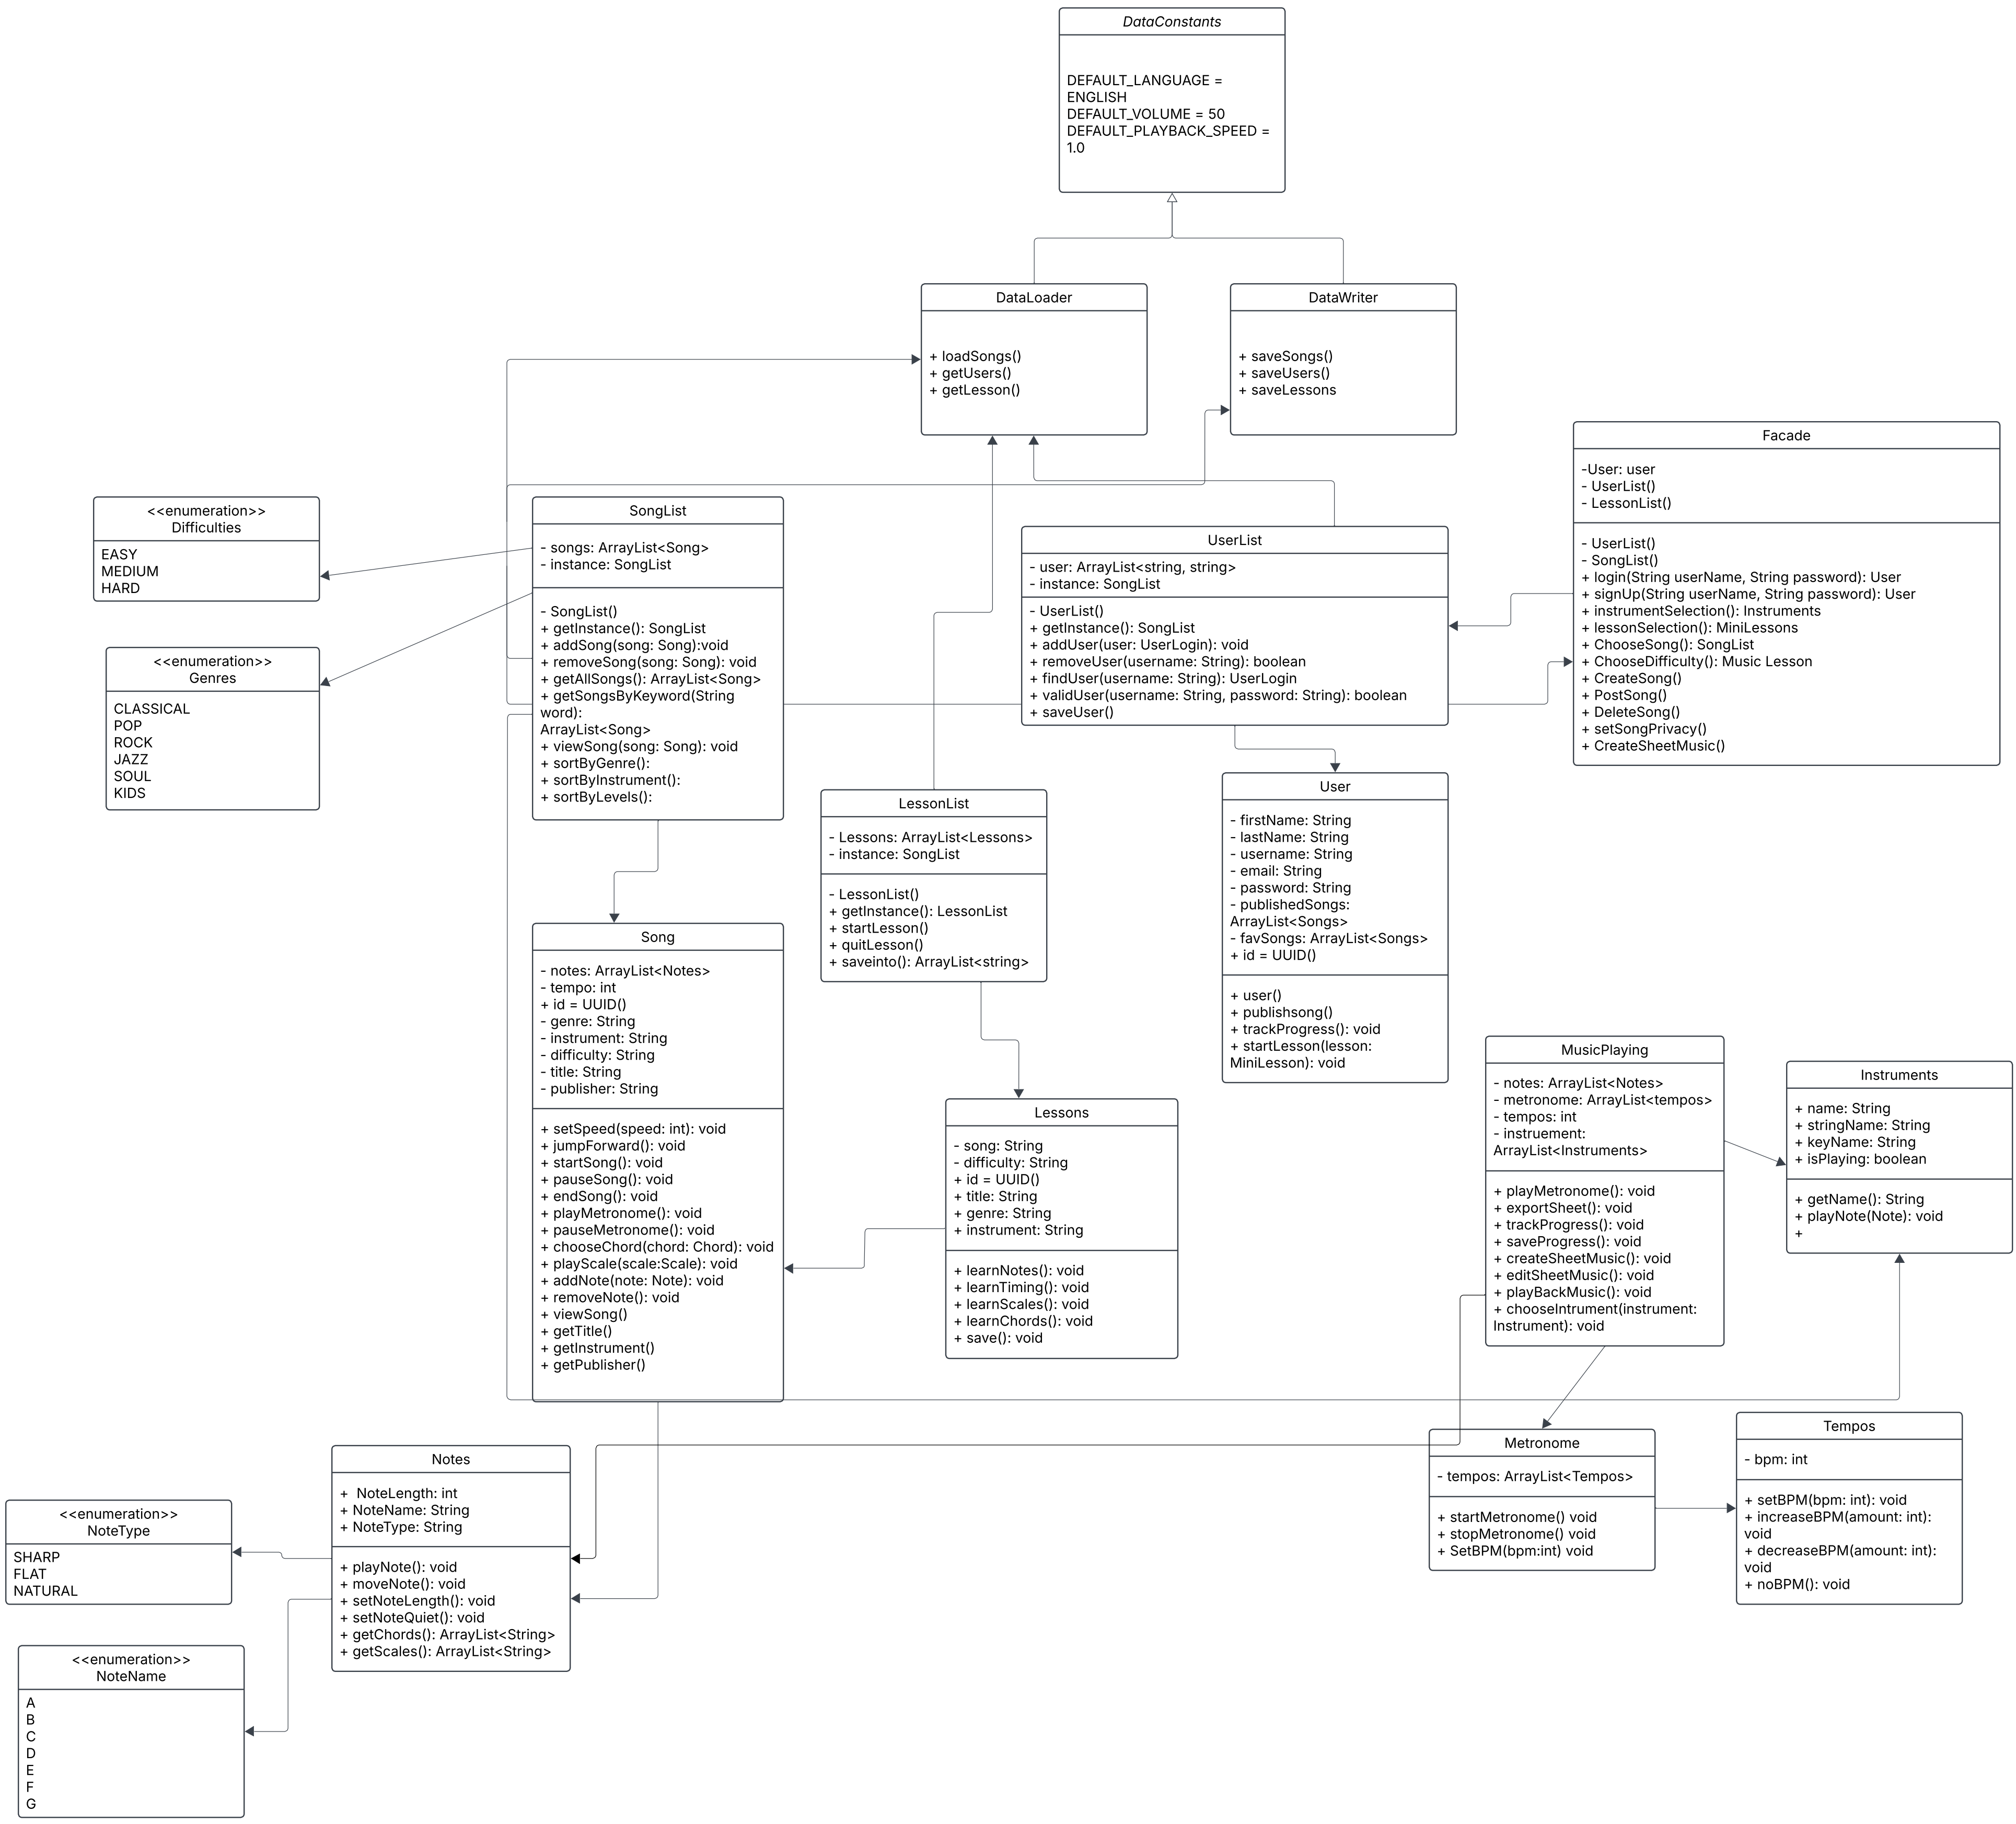 DataConstants
DEFAULT_LANGUAGE =
ENGLISH
DEFAULT_VOLUME = 50
DEFAULT_PLAYBACK_SPEED =
1.0
DataLoader
+ loadSongs()
+ getUsers()
+ getLesson()
DataWriter
+ saveSongs()
+ saveUsers()
+ saveLessons
Facade
-User: user
- UserList()
- LessonList()
- UserList()
- SongList()
+ login(String userName, String password): User
+ signUp(String userName, String password): User
+ instrumentSelection(): Instruments
+ lessonSelection(): MiniLessons
+ ChooseSong(): SongList
+ ChooseDifficulty(): Music Lesson
+ CreateSong()
+ PostSong()
+ DeleteSong()
+ setSongPrivacy()
+ CreateSheetMusic()
<<enumeration>>
Difficulties
EASY
MEDIUM
HARD
<<enumeration>>
Genres
CLASSICAL
POP
ROCK
JAZZ
SOUL
KIDS
SongList
- songs: ArrayList<Song>
- instance: SongList
- SongList()
+ getInstance(): SongList
+ addSong(song: Song):void
+ removeSong(song: Song): void
+ getAllSongs(): ArrayList<Song>
+ getSongsByKeyword(String
word):
ArrayList<Song>
+ viewSong(song: Song): void
+ sortByGenre():
+ sortByInstrument():
+ sortByLevels():
UserList
- user: ArrayList<string, string>
- instance: SongList
- UserList()
+ getInstance(): SongList
+ addUser(user: UserLogin): void
+ removeUser(username: String): boolean
+ findUser(username: String): UserLogin
+ validUser(username: String, password: String): boolean
+ saveUser()
LessonList
- Lessons: ArrayList<Lessons>
- instance: SongList
- LessonList()
+ getInstance(): LessonList
+ startLesson()
+ quitLesson()
+ saveinto(): ArrayList<string>
User
- firstName: String
- lastName: String
- username: String
- email: String
- password: String
- publishedSongs:
ArrayList<Songs>
- favSongs: ArrayList<Songs>
+ id = UUID()
+ user()
+ publishsong()
+ trackProgress(): void
+ startLesson(lesson:
MiniLesson): void
Song
- notes: ArrayList<Notes>
- tempo: int
+ id = UUID()
- genre: String
- instrument: String
- difficulty: String
- title: String
- publisher: String
+ setSpeed(speed: int): void
+ jumpForward(): void
+ startSong(): void
+ pauseSong(): void
+ endSong(): void
+ playMetronome(): void
+ pauseMetronome(): void
+ chooseChord(chord: Chord): void
+ playScale(scale:Scale): void
+ addNote(note: Note): void
+ removeNote(): void
+ viewSong()
+ getTitle()
+ getInstrument()
+ getPublisher()
Lessons
- song: String
- difficulty: String
+ id = UUID()
+ title: String
+ genre: String
+ instrument: String
+ learnNotes(): void
+ learnTiming(): void
+ learnScales(): void
+ learnChords(): void
+ save(): void
MusicPlaying
- notes: ArrayList<Notes>
- metronome: ArrayList<tempos>
- tempos: int
- instruement:
ArrayList<Instruments>
+ playMetronome(): void
+ exportSheet(): void
+ trackProgress(): void
+ saveProgress(): void
+ createSheetMusic(): void
+ editSheetMusic(): void
+ playBackMusic(): void
+ chooseIntrument(instrument:
Instrument): void
Instruments
+ name: String
+ stringName: String
+ keyName: String
+ isPlaying: boolean
+ getName(): String
+ playNote(Note): void
+
Notes
+ NoteLength: int
+ NoteName: String
+ NoteType: String
+ playNote(): void
+ moveNote(): void
+ setNoteLength(): void
+ setNoteQuiet(): void
+ getChords(): ArrayList<String>
+ getScales(): ArrayList<String>
<<enumeration>>
NoteType
SHARP
FLAT
NATURAL
<<enumeration>>
NoteName
A
B
C
D
E
F
G
Metronome
- tempos: ArrayList<Tempos>
+ startMetronome() void
+ stopMetronome() void
+ SetBPM(bpm:int) void
Tempos
- bpm: int
+ setBPM(bpm: int): void
+ increaseBPM(amount: int):
void
+ decreaseBPM(amount: int):
void
+ noBPM(): void